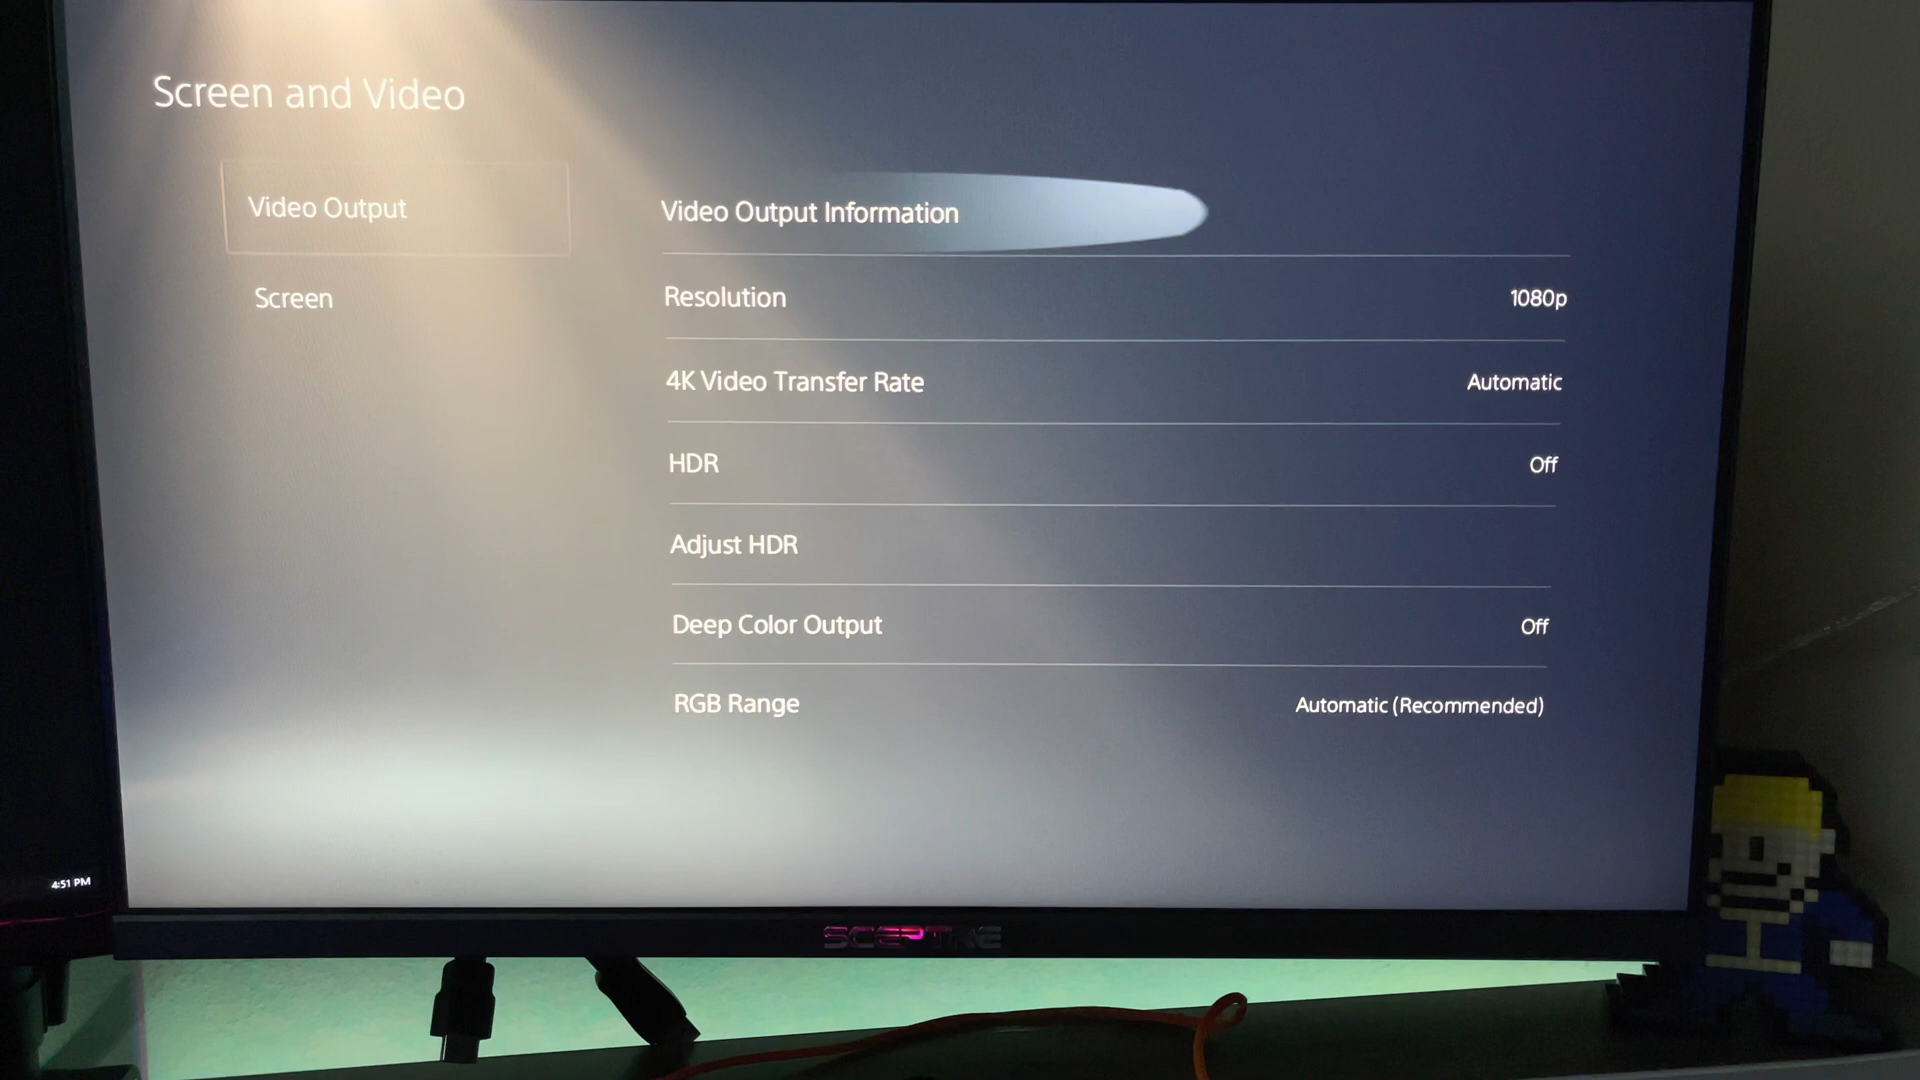 Screen and Video
Video Output
Screen
Video Output Information
Resolution 1080p
4K Video Transfer Rate Automatic
HDR Off
Adjust HDR
Deep Color Output Off
RGB Range Automatic (Recommended)
4:51 PM
SCEPTRE